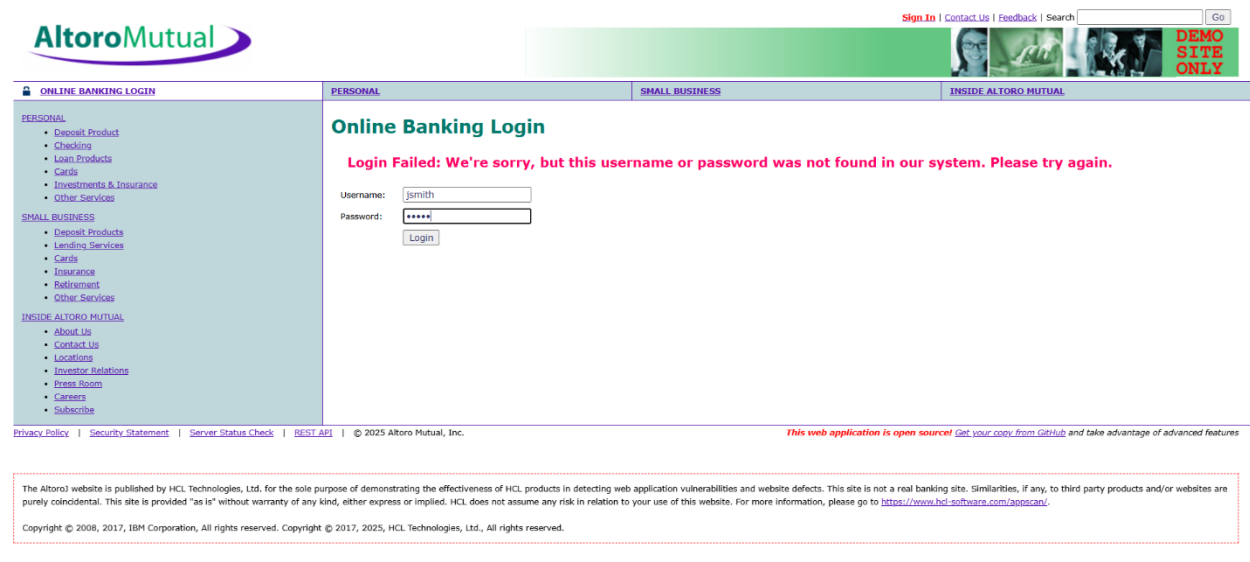 Sign In | Contact Us | Feedback | Search Go
AltoroMutual
DEMO
SITE
ONLY
ONLINE BANKING LOGIN
PERSONAL
SMALL BUSINESS
INSIDE ALTORO MUTUAL
PERSONAL
• Deposit Product
• Checking
• Loan Products
• Cards
• Investments & Insurance
• Other Services
SMALL BUSINESS
• Deposit Products
• Lending Services
• Cards
• Insurance
• Retirement
• Other Services
INSIDE ALTORO MUTUAL
• About Us
• Contact Us
• Locations
• Investor Relations
• Press Room
• Careers
• Subscribe
Online Banking Login
Login Failed: We're sorry, but this username or password was not found in our system. Please try again.
Username: jsmith
Password: •••••
Login
Privacy Policy | Security Statement | Server Status Check | REST API | © 2025 Altoro Mutual, Inc.
This web application is open source! Get your copy from GitHub and take advantage of advanced features
The AltoroJ website is published by HCL Technologies, Ltd. for the sole purpose of demonstrating the effectiveness of HCL products in detecting web application vulnerabilities and website defects. This site is not a real banking site. Similarities, if any, to third party products and/or websites are
purely coincidental. This site is provided "as is" without warranty of any kind, either express or implied. HCL does not assume any risk in relation to your use of this website. For more information, please go to https://www.hcl-software.com/appscan/.
Copyright © 2008, 2017, IBM Corporation, All rights reserved. Copyright © 2017, 2025, HCL Technologies, Ltd., All rights reserved.